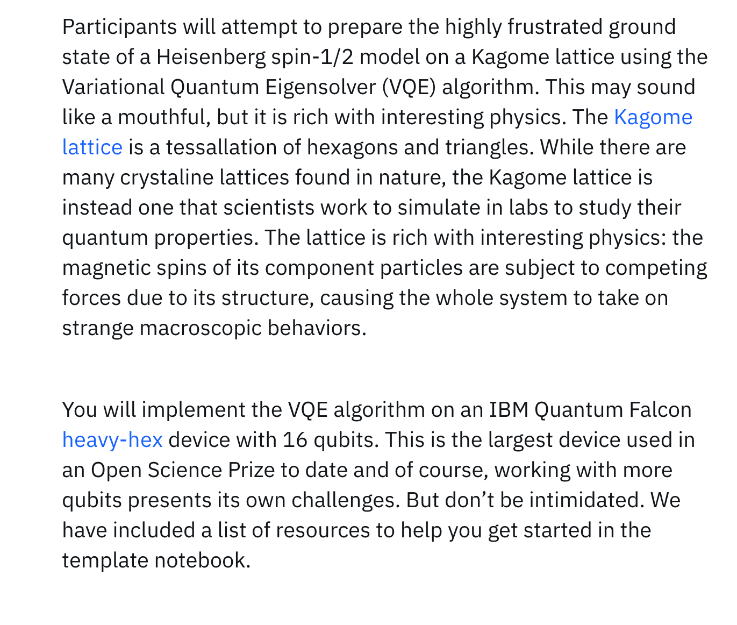 Participants will attempt to prepare the highly frustrated ground
state of a Heisenberg spin-1/2 model on a Kagome lattice using the
Variational Quantum Eigensolver (VQE) algorithm. This may sound
like a mouthful, but it is rich with interesting physics. The Kagome
lattice is a tessallation of hexagons and triangles. While there are
many crystaline lattices found in nature, the Kagome lattice is
instead one that scientists work to simulate in labs to study their
quantum properties. The lattice is rich with interesting physics: the
magnetic spins of its component particles are subject to competing
forces due to its structure, causing the whole system to take on
strange macroscopic behaviors.
You will implement the VQE algorithm on an IBM Quantum Falcon
heavy-hex device with 16 qubits. This is the largest device used in
an Open Science Prize to date and of course, working with more
qubits presents its own challenges. But don’t be intimidated. We
have included a list of resources to help you get started in the
template notebook.